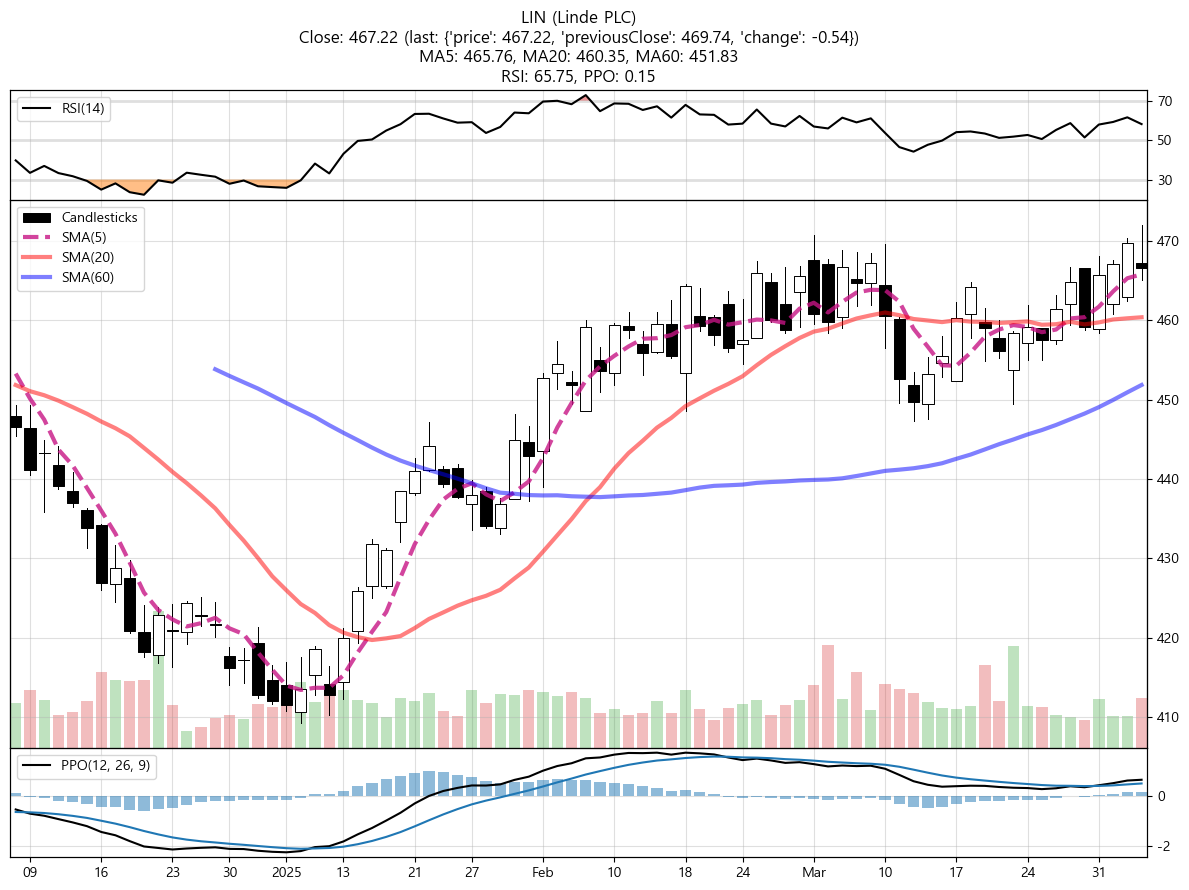 LIN (Linde PLC)
Close: 467.22 (last: {'price': 467.22, 'previousClose': 469.74, 'change': -0.54})
MA5: 465.76, MA20: 460.35, MA60: 451.83
RSI: 65.75, PPO: 0.15
RSI(14)
70
50
30
Candlesticks
SMA(5)
SMA(20)
SMA(60)
470
460
450
440
430
420
410
PPO(12, 26, 9)
0
-2
09 16 23 30 2025 13 21 27 Feb 10 18 24 Mar 10 17 24 31